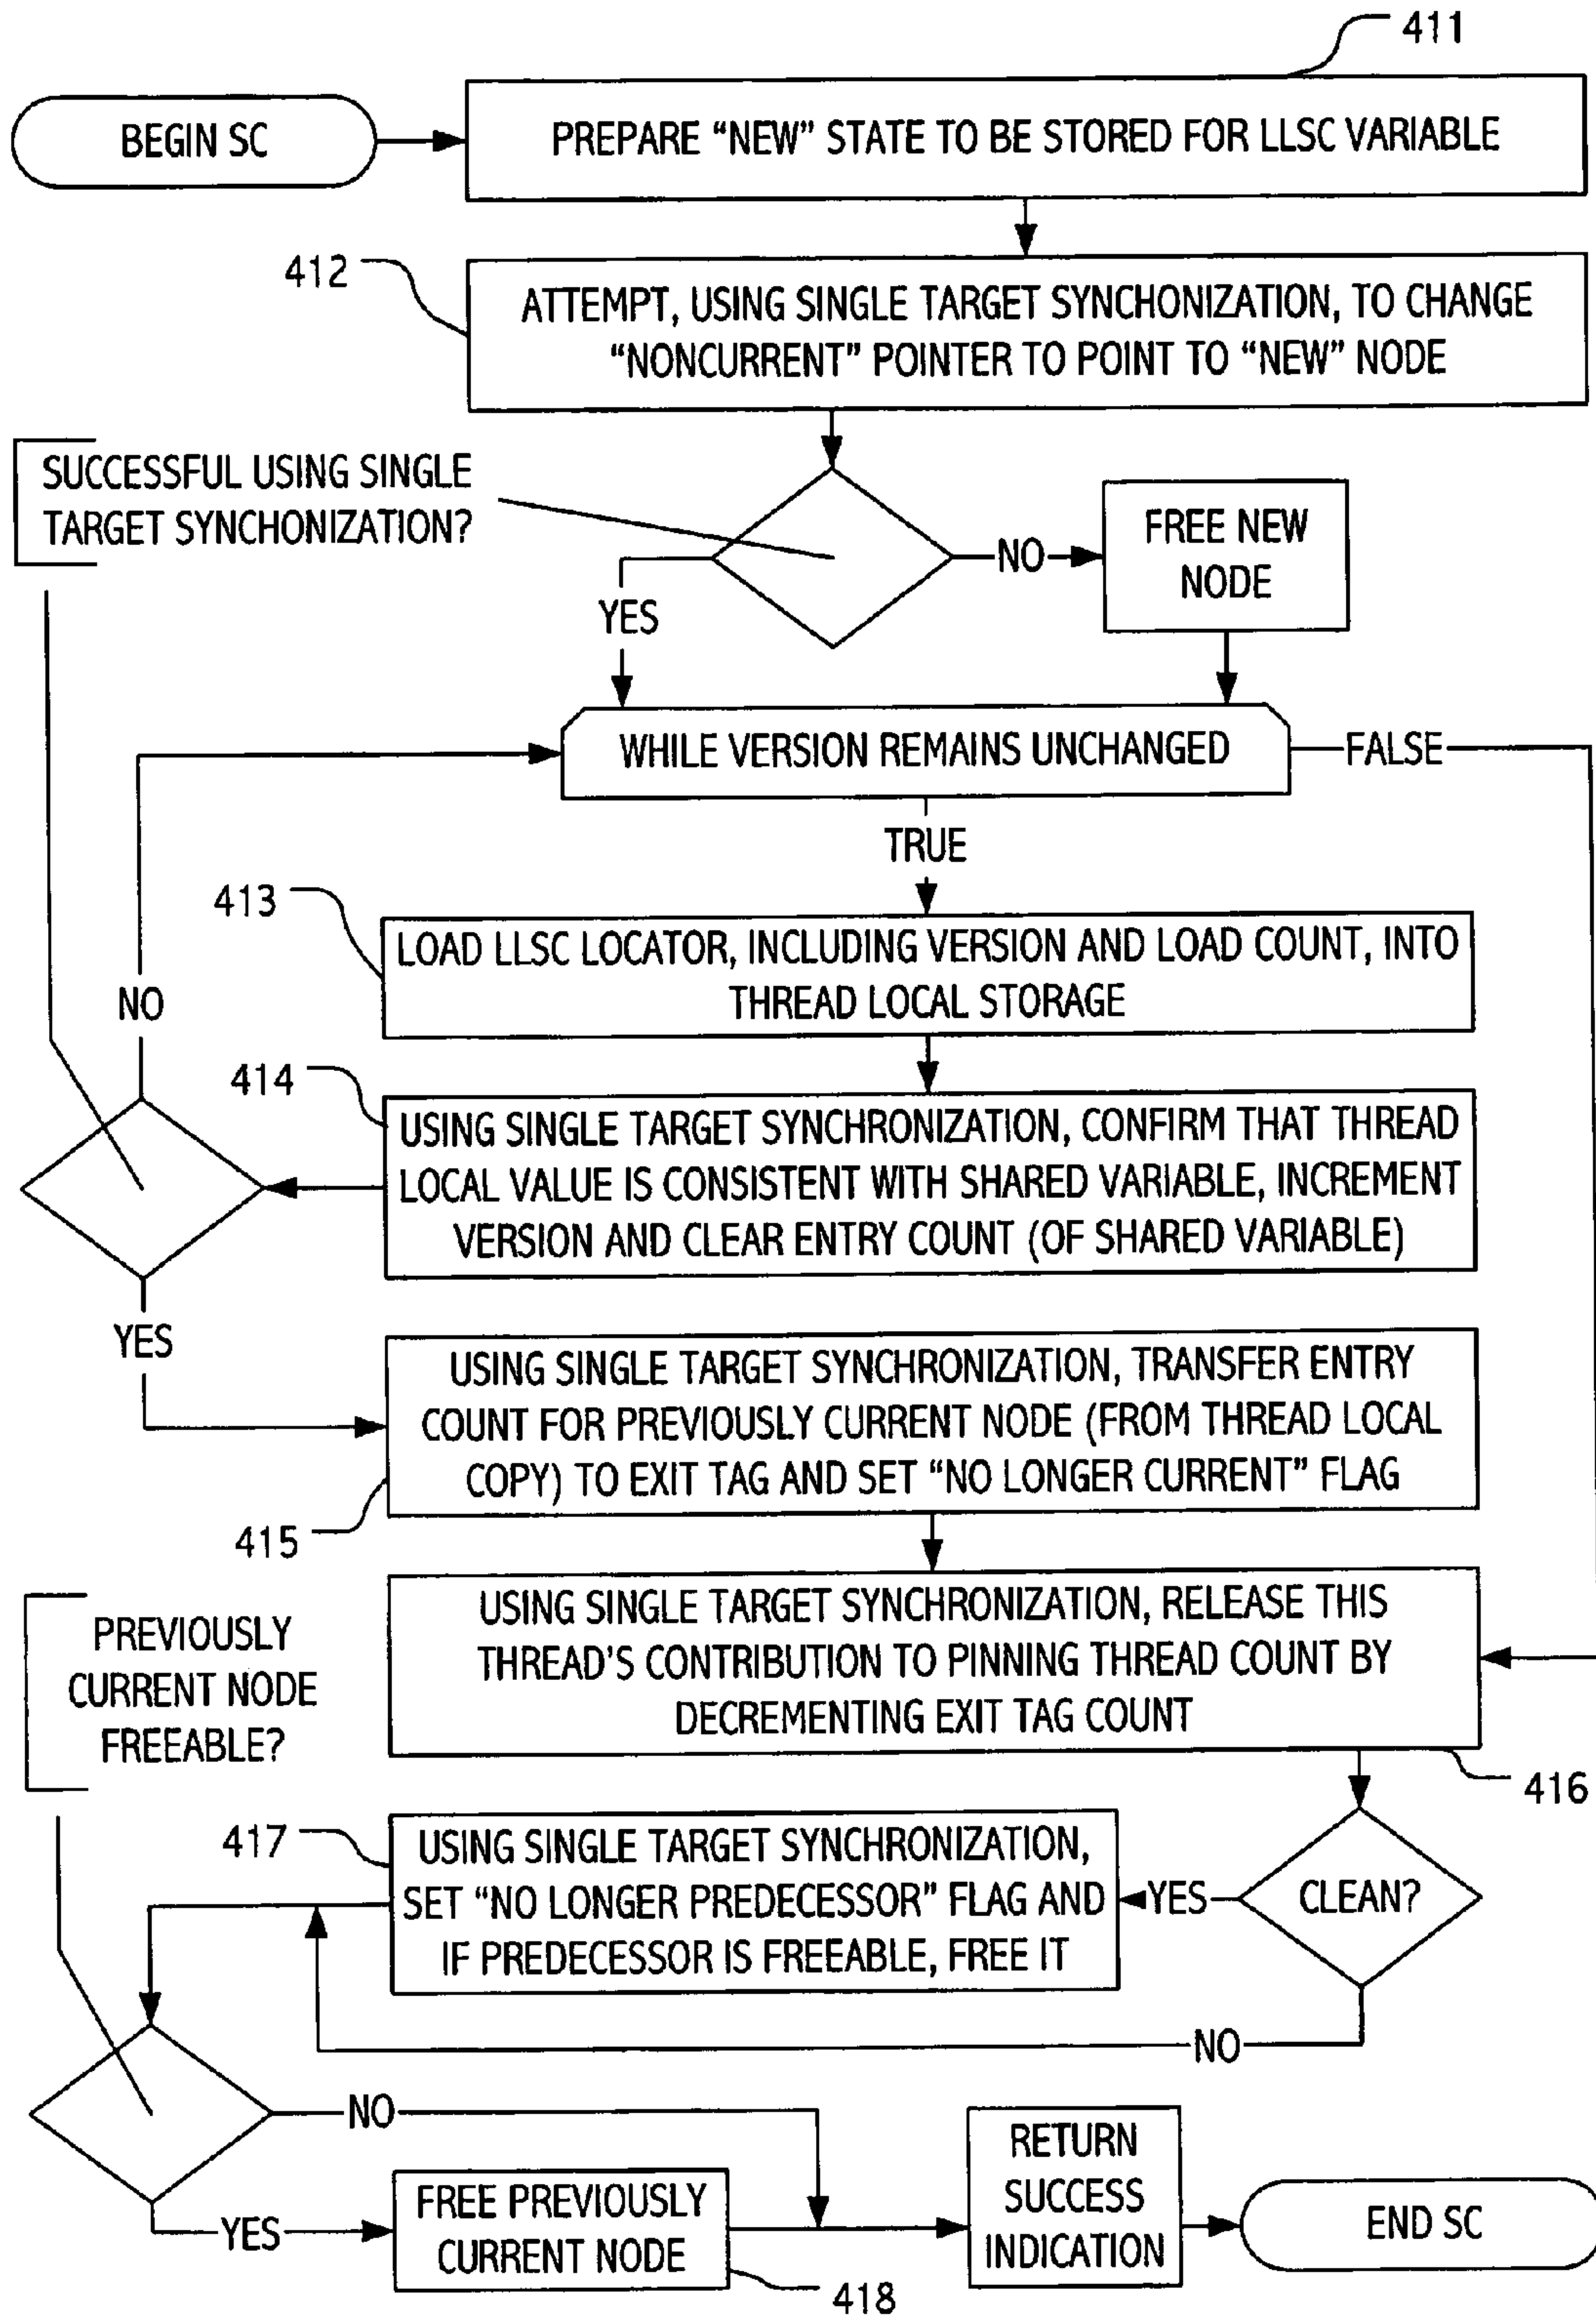 411
BEGIN SC
PREPARE “NEW” STATE TO BE STORED FOR LLSC VARIABLE
412
ATTEMPT, USING SINGLE TARGET SYNCHONIZATION, TO CHANGE
“NONCURRENT” POINTER TO POINT TO “NEW” NODE
SUCCESSFUL USING SINGLE
TARGET SYNCHONIZATION?
NO
FREE NEW
NODE
YES
WHILE VERSION REMAINS UNCHANGED
FALSE
TRUE
413
LOAD LLSC LOCATOR, INCLUDING VERSION AND LOAD COUNT, INTO
THREAD LOCAL STORAGE
NO
414
USING SINGLE TARGET SYNCHRONIZATION, CONFIRM THAT THREAD
LOCAL VALUE IS CONSISTENT WITH SHARED VARIABLE, INCREMENT
VERSION AND CLEAR ENTRY COUNT (OF SHARED VARIABLE)
YES
USING SINGLE TARGET SYNCHRONIZATION, TRANSFER ENTRY
COUNT FOR PREVIOUSLY CURRENT NODE (FROM THREAD LOCAL
COPY) TO EXIT TAG AND SET “NO LONGER CURRENT” FLAG
415
USING SINGLE TARGET SYNCHRONIZATION, RELEASE THIS
THREAD'S CONTRIBUTION TO PINNING THREAD COUNT BY
DECREMENTING EXIT TAG COUNT
416
PREVIOUSLY
CURRENT NODE
FREEABLE?
417
USING SINGLE TARGET SYNCHRONIZATION,
SET “NO LONGER PREDECESSOR” FLAG AND
IF PREDECESSOR IS FREEABLE, FREE IT
YES
CLEAN?
NO
NO
YES
FREE PREVIOUSLY
CURRENT NODE
418
RETURN
SUCCESS
INDICATION
END SC